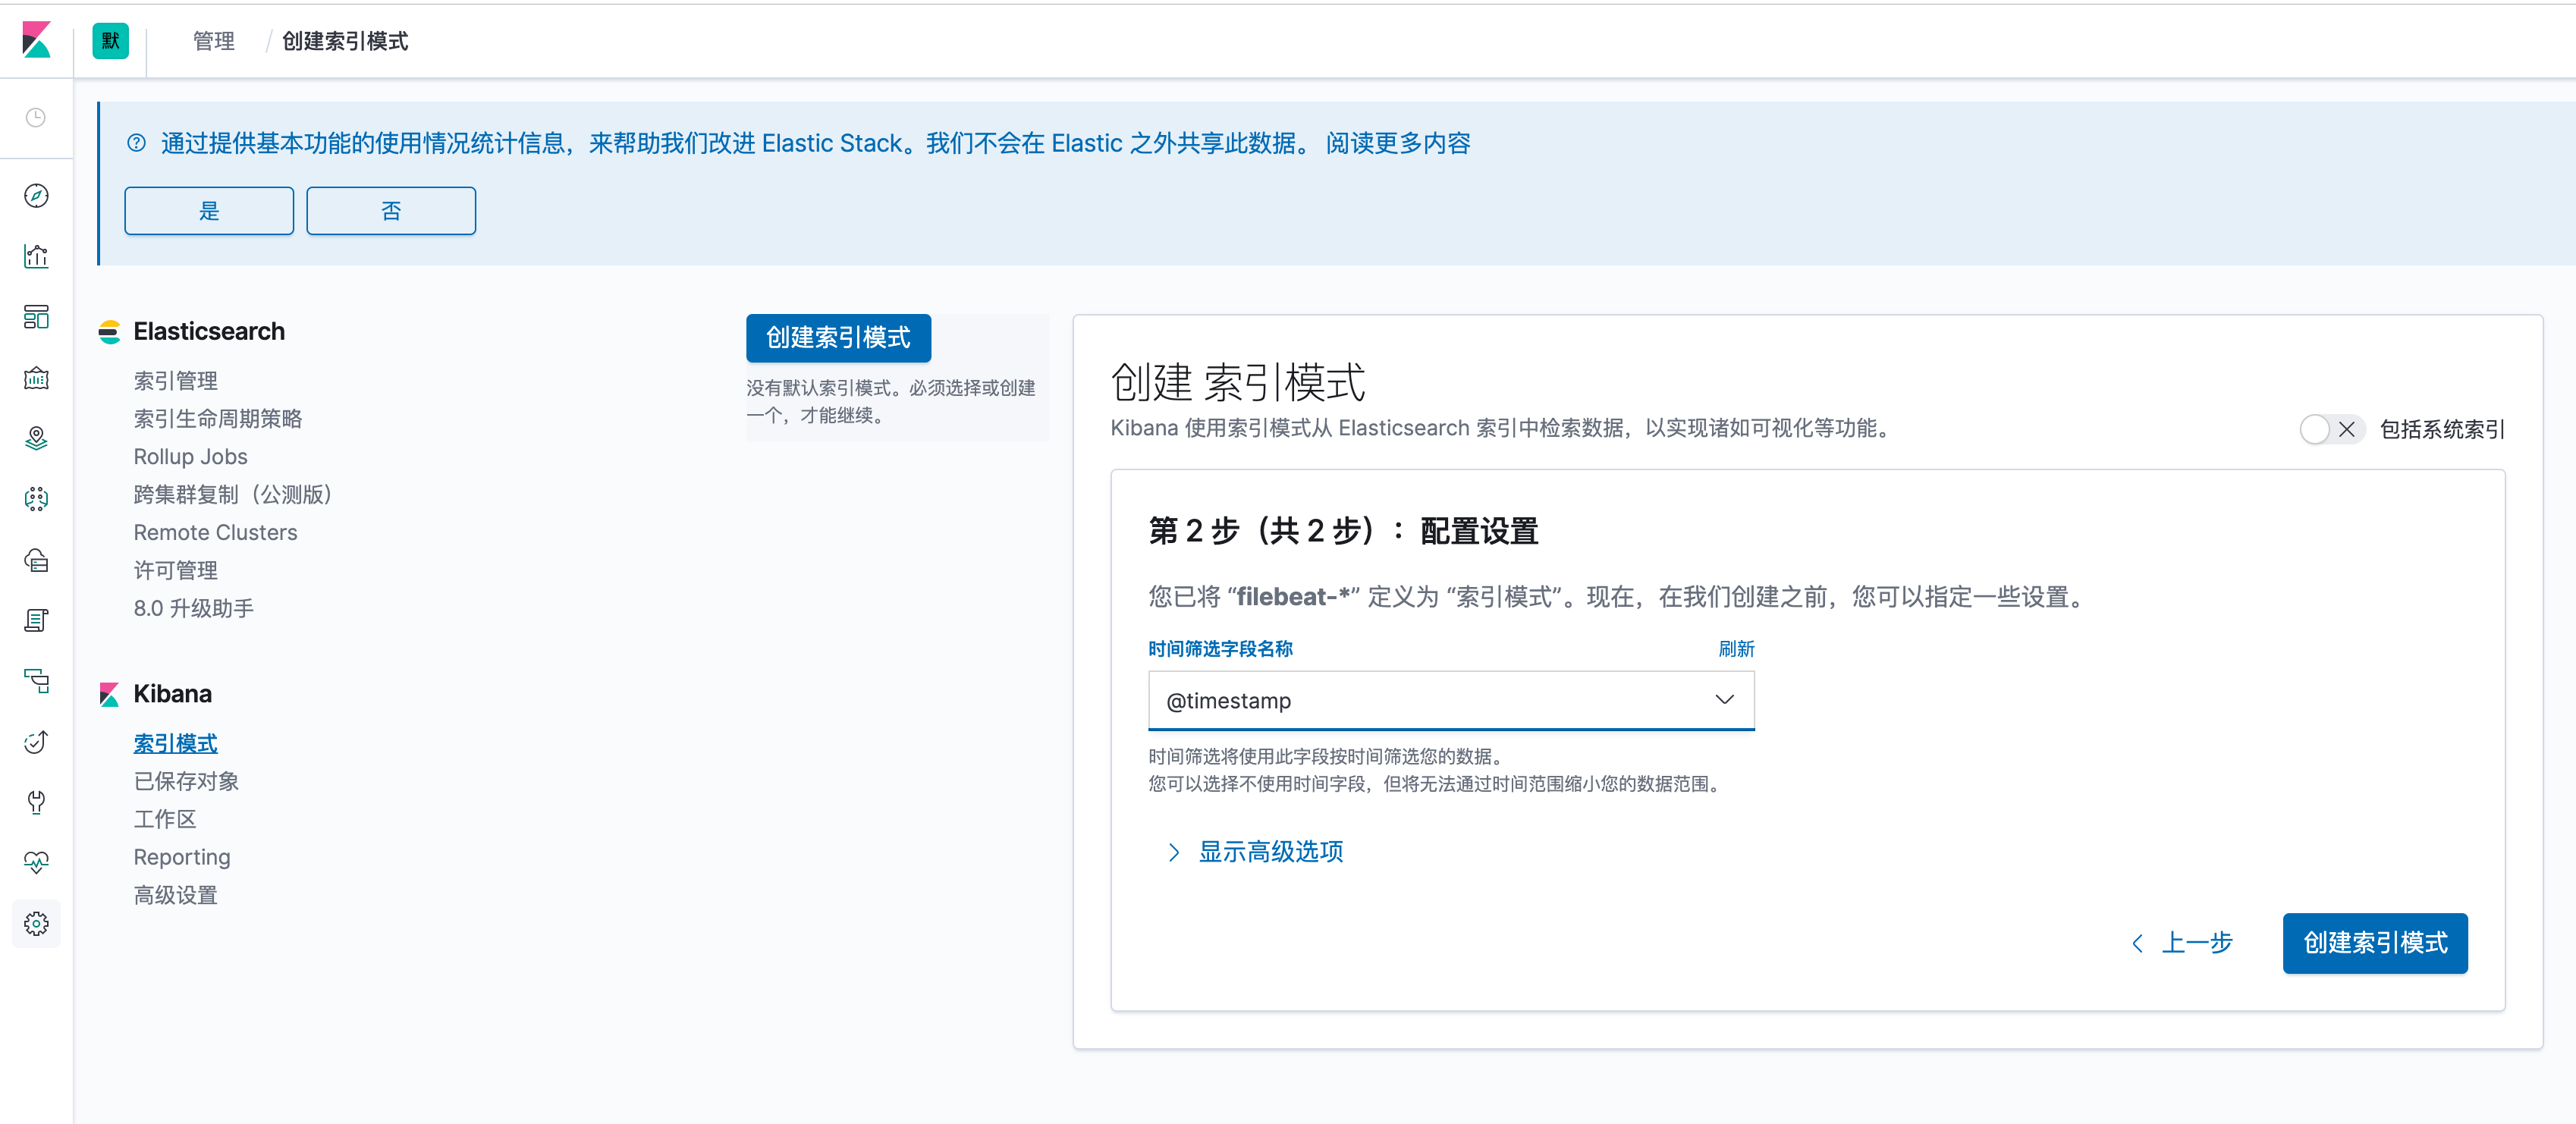 默 管理 / 创建索引模式
通过提供基本功能的使用情况统计信息，来帮助我们改进 Elastic Stack。我们不会在 Elastic 之外共享此数据。 阅读更多内容
是 否
Elasticsearch
索引管理
索引生命周期策略
Rollup Jobs
跨集群复制（公测版）
Remote Clusters
许可管理
8.0 升级助手
Kibana
索引模式
已保存对象
工作区
Reporting
高级设置
创建索引模式
没有默认索引模式。必须选择或创建
一个，才能继续。
创建 索引模式
Kibana 使用索引模式从 Elasticsearch 索引中检索数据，以实现诸如可视化等功能。
包括系统索引
第 2 步（共 2 步）：配置设置
您已将 “filebeat-*” 定义为 “索引模式”。现在，在我们创建之前，您可以指定一些设置。
时间筛选字段名称 刷新
@timestamp
时间筛选将使用此字段按时间筛选您的数据。
您可以选择不使用时间字段，但将无法通过时间范围缩小您的数据范围。
显示高级选项
上一步 创建索引模式